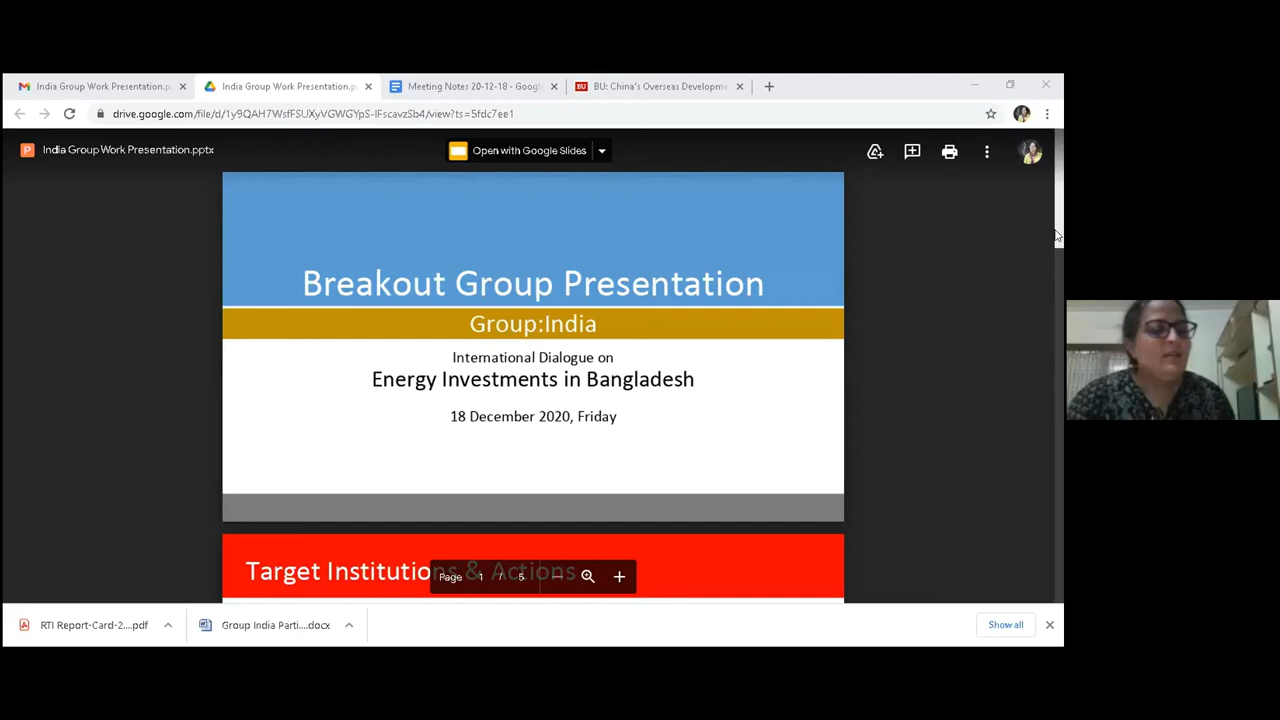 India Group Work Presentation.p
India Group Work Presentation.p
Meeting Notes 20-12-18 - Googl
BU: China's Overseas Developme
drive.google.com/file/d/1y9QAH7WsfFSUXyVGWGYpS-IFscavzSb4/view?ts=5fdc7ee1
P
India Group Work Presentation.pptx
Open with Google Slides
Breakout Group Presentation
Group:India
International Dialogue on
Energy Investments in Bangladesh
18 December 2020, Friday
Target Institutions & Actions
Page 1 / 5
RTI Report-Card-2....pdf
Group India Parti....docx
Show all